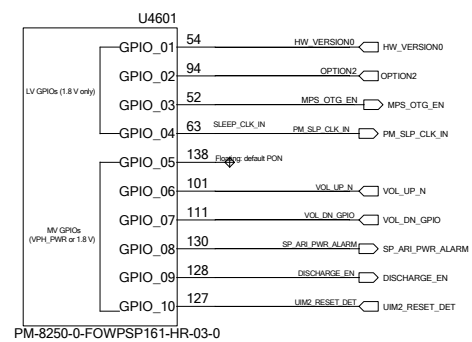 U4601
GPIO_01 54 HW_VERSION0 HW_VERSION0
GPIO_02 94 OPTION2 OPTION2
LV GPIOs (1.8 V only)
GPIO_03 52 MPS_OTG_EN MPS_OTG_EN
GPIO_04 63 SLEEP_CLK_IN PM_SLP_CLK_IN PM_SLP_CLK_IN
GPIO_05 138 Floating: default PON
GPIO_06 101 VOL_UP_N VOL_UP_N
GPIO_07 111 VOL_DN_GPIO VOL_DN_GPIO
MV GPIOs
(VPH_PWR or 1.8 V)
GPIO_08 130 SP_ARI_PWR_ALARM SP_ARI_PWR_ALARM
GPIO_09 128 DISCHARGE_EN DISCHARGE_EN
GPIO_10 127 UIM2_RESET_DET UIM2_RESET_DET
PM-8250-0-FOWPSP161-HR-03-0